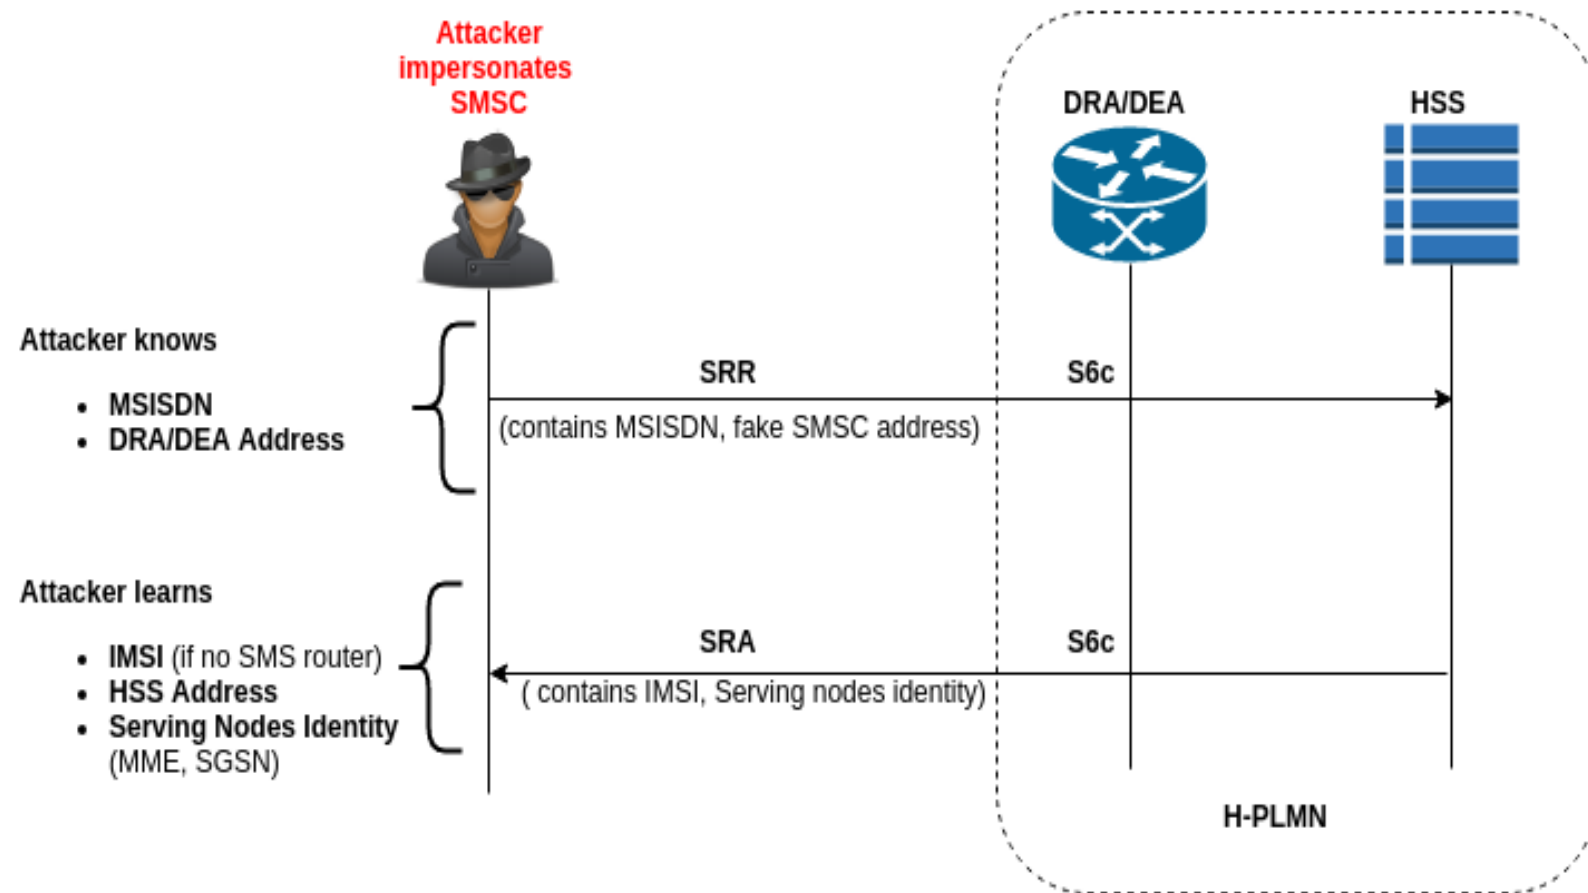 Attacker
impersonates
SMSC
DRA/DEA
HSS
Attacker knows
• MSISDN
• DRA/DEA Address
SRR
S6c
(contains MSISDN, fake SMSC address)
Attacker learns
• IMSI (if no SMS router)
• HSS Address
• Serving Nodes Identity
(MME, SGSN)
SRA
S6c
( contains IMSI, Serving nodes identity)
H-PLMN